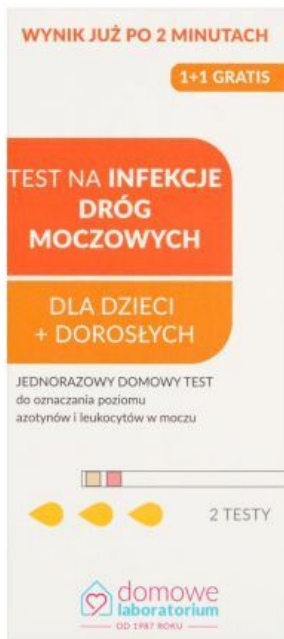 WYNIK JUŻ PO 2 MINUTACH
1+1 GRATIS
TEST NA INFEKCJE
DRÓG
MOCZOWYCH
DLA DZIECI
+ DOROSŁYCH
JEDNORAZOWY DOMOWY TEST
do oznaczania poziomu
azotynów i leukocytów w moczu
2 TESTY
domowe
laboratorium
OD 1987 ROKU